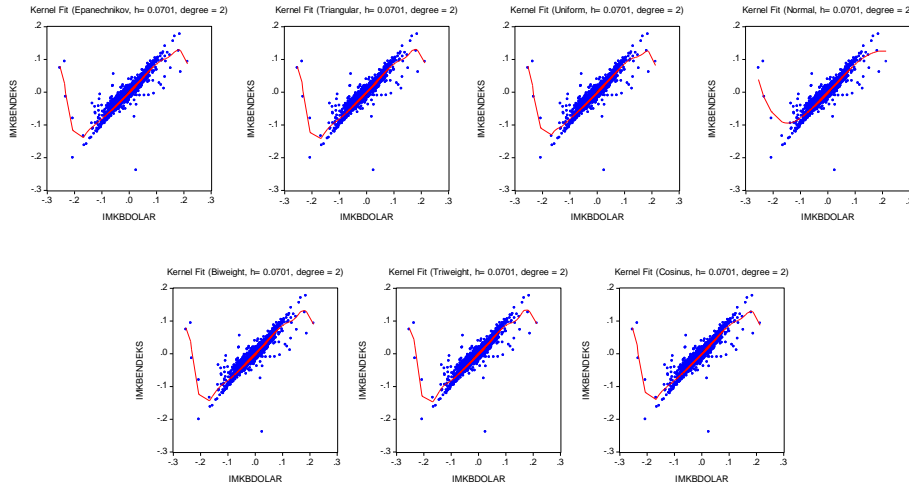 Kernel Fit (Epanechnikov, h= 0.0701, degree = 2)
.2
.1
.0
.1
.2
-.3
IMKBENDEKS
-.3 -.2 -.1 .0 .1 .2 .3
IMKBDOLAR
Kernel Fit (Triangular, h= 0.0701, degree = 2)
.2
.1
.0
.1
.2
-.3
IMKBENDEKS
-.3 -.2 -.1 .0 .1 .2 .3
IMKBDOLAR
Kernel Fit (Uniform, h= 0.0701, degree = 2)
.2
.1
.0
.1
.2
-.3
IMKBENDEKS
-.3 -.2 -.1 .0 .1 .2 .3
IMKBDOLAR
Kernel Fit (Normal, h= 0.0701, degree = 2
.2
.1
.0
.1
.2
-.3
IMKBENDEKS
-.3 -.2 -.1 .0 .1 .2 .3
IMKBDOLAR
Kernel Fit (Biweight, h= 0.0701, degree = 2)
.2
.1
.0
-.1
-.2
-.3
IMKBENDEKS
-.3 -.2 -.1 .0 .1 .2 .3
IMKBDOLAR
Kernel Fit (Triweight, h= 0.0701, degree = 2)
.2
.1
.0
-.1
-.2
-.3
IMKBENDEKS
-.3 -.2 -.1 .0 .1 .2 .3
IMKBDOLAR
Kernel Fit (Cosinus, h= 0.0701, degree = 2)
.2
.1
.0
-.1
-.2
-.3
IMKBENDEKS
-.3 -.2 -.1 .0 .1 .2 .3
IMKBDOLAR